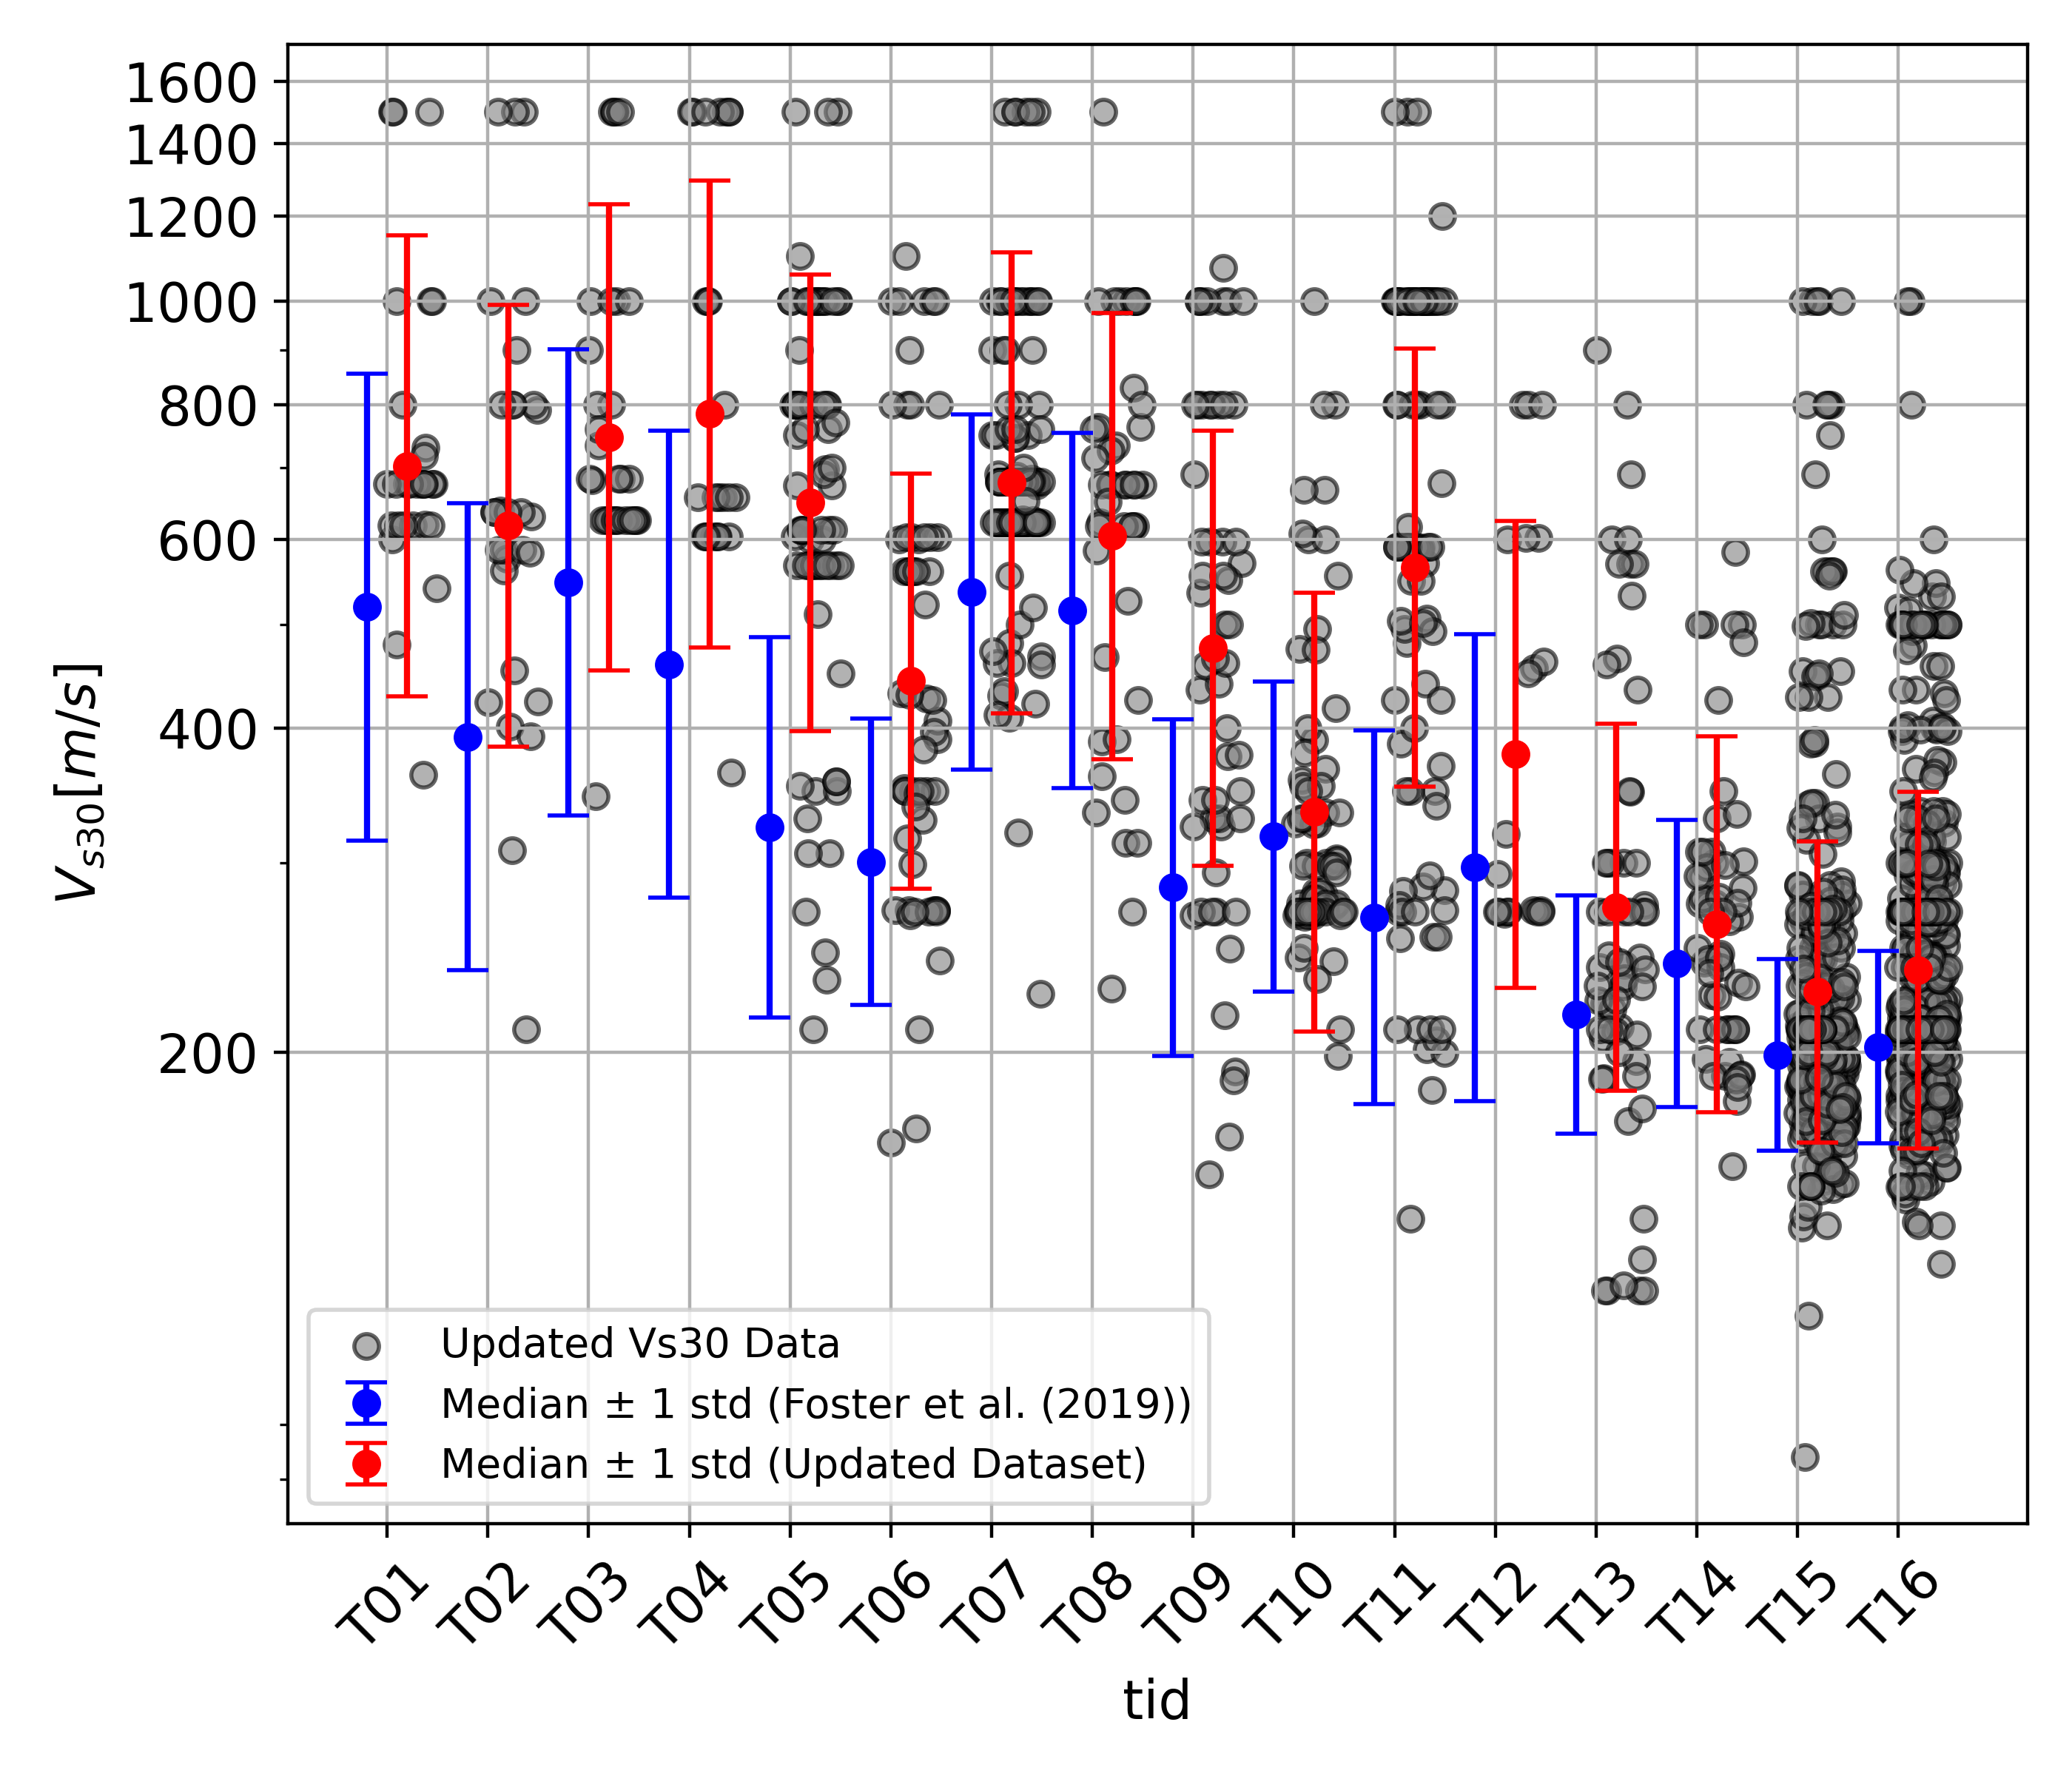 1600
1400
1200
1000
800
600
400
200
V_{s30}[m/s]
Updated Vs30 Data
Median ± 1 std (Foster et al. (2019))
Median ± 1 std (Updated Dataset)
T01 T02 T03 T04 T05 T06 T07 T08 T09 T10 T11 T12 T13 T14 T15 T16
tid